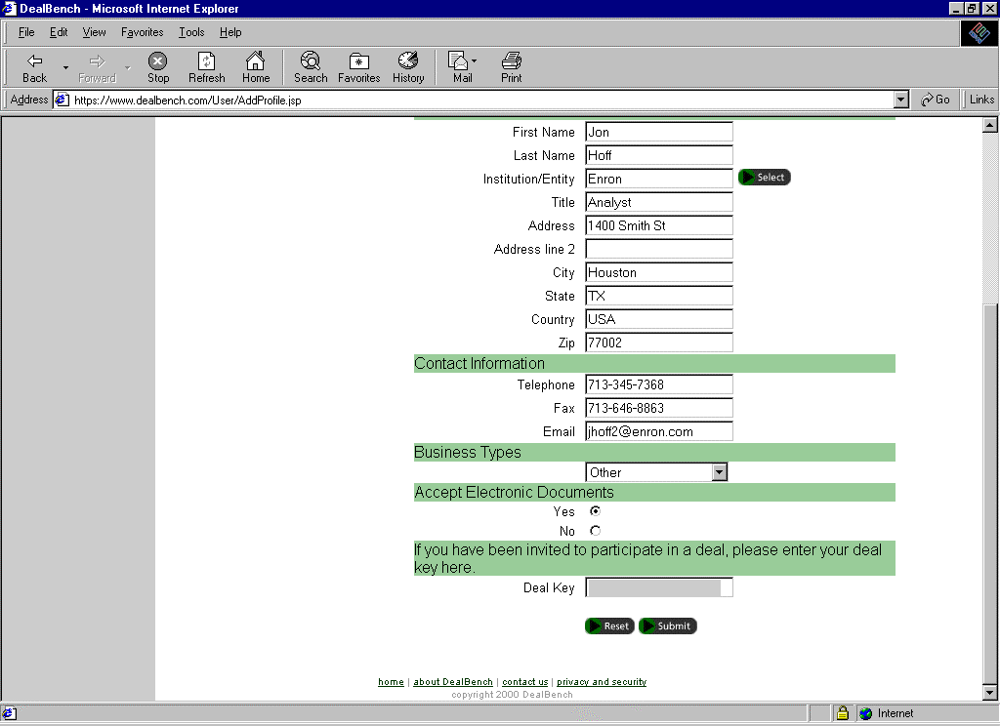 DealBench - Microsoft Internet Explorer
File Edit View Favorites Tools Help
Back Forward Stop Refresh Home Search Favorites History Mail Print
Address https://www.dealbench.com/User/AddProfile.jsp Go Links
First Name Jon
Last Name Hoff
Institution/Entity Enron Select
Title Analyst
Address 1400 Smith St
Address line 2
City Houston
State TX
Country USA
Zip 77002
Contact Information
Telephone 713-345-7368
Fax 713-646-8863
Email jhoff2@enron.com
Business Types
Other
Accept Electronic Documents
Yes
No
If you have been invited to participate in a deal, please enter your deal
key here.
Deal Key
Reset Submit
home | about DealBench | contact us | privacy and security
copyright 2000 DealBench
Internet